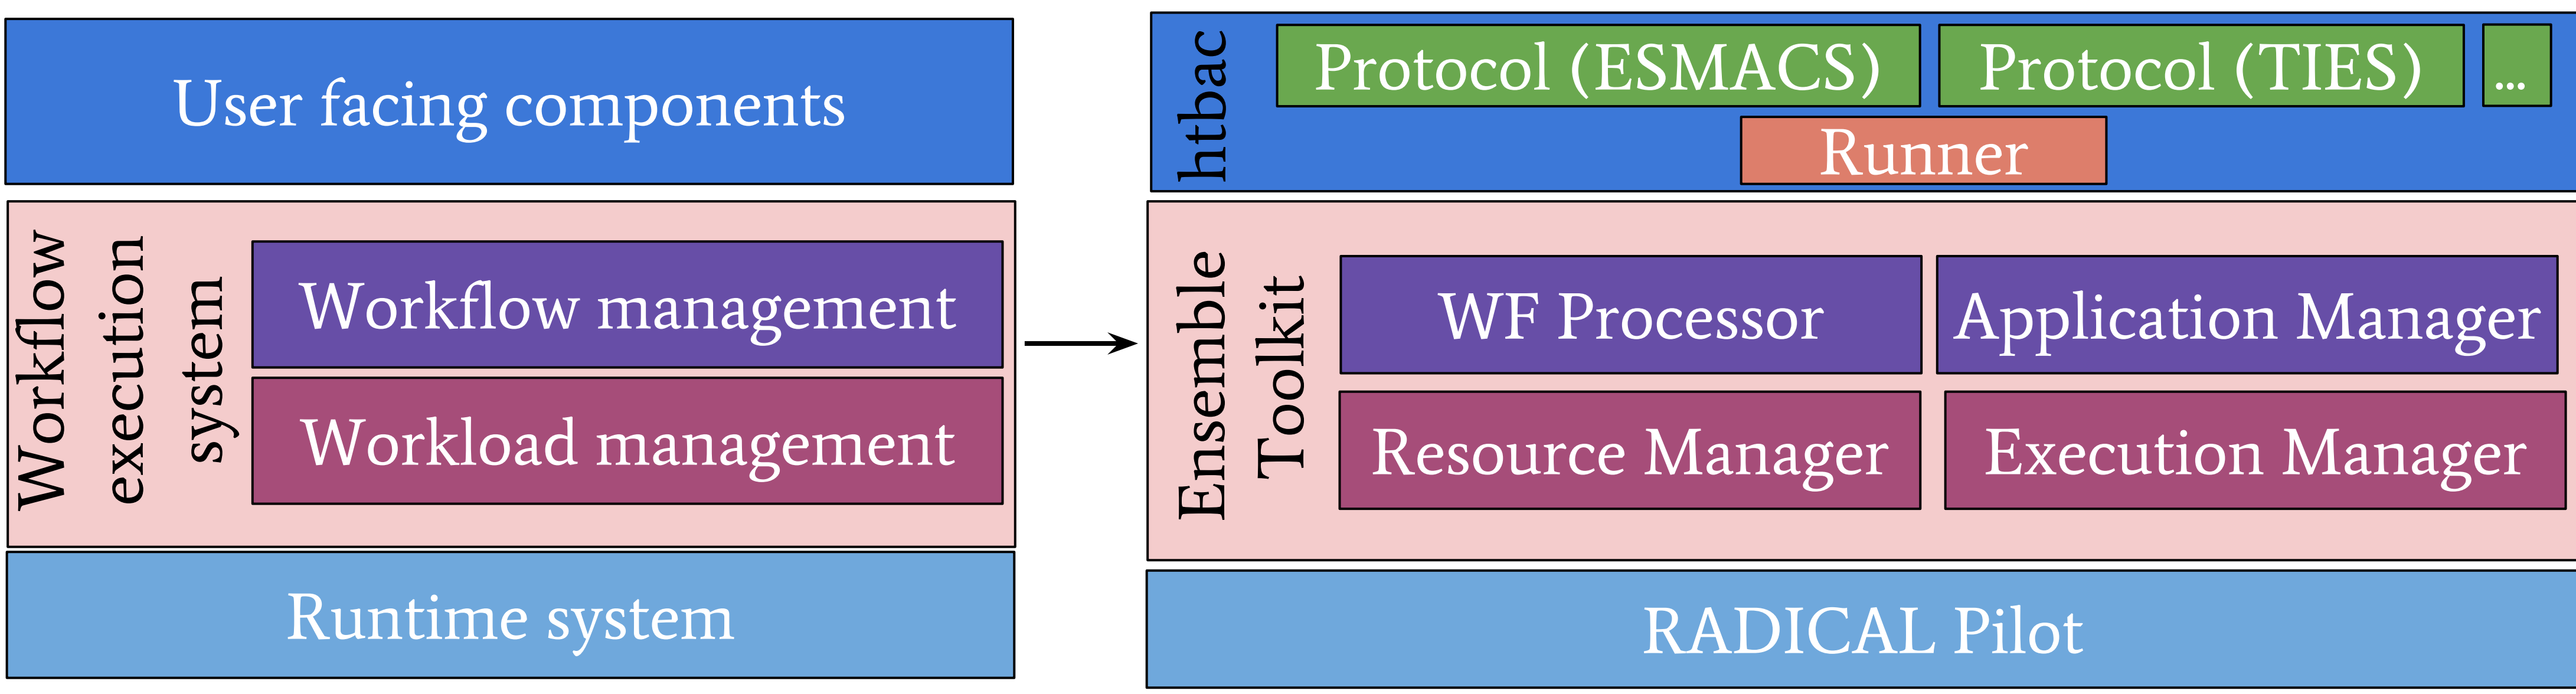 User facing components
Workflow
execution
system
Workflow management
Workload management
Runtime system
htbac
Protocol (ESMACS)
Protocol (TIES)
...
Runner
Ensemble
Toolkit
WF Processor
Application Manager
Resource Manager
Execution Manager
RADICAL Pilot